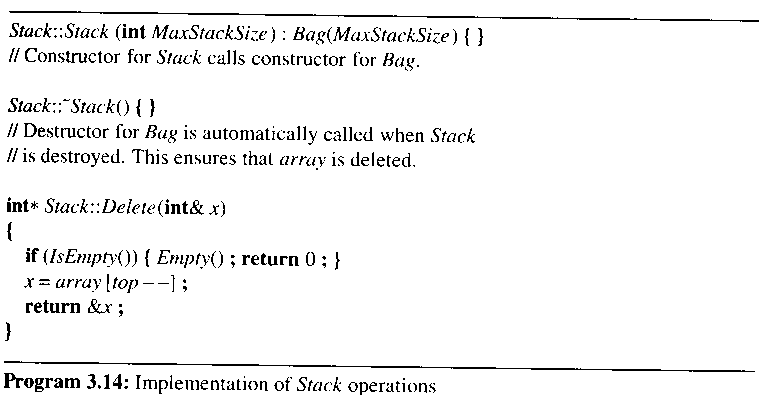 Stack::Stack (int MaxStackSize) : Bag(MaxStackSize) { }
// Constructor for Stack calls constructor for Bag.
Stack::~Stack() { }
// Destructor for Bag is automatically called when Stack
// is destroyed. This ensures that array is deleted.
int* Stack::Delete(int& x)
{
if (IsEmpty()) { Empty() ; return 0 ; }
x = array [top--] ;
return &x ;
}
Program 3.14: Implementation of Stack operations